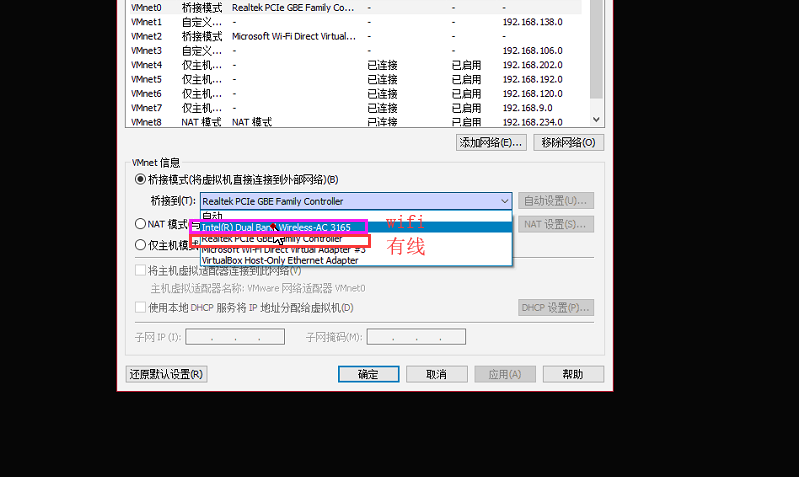 VMnet0 桥接模式 Realtek PCIe GBE Family Co... - - -
VMnet1 自定义... - - - 192.168.138.0
VMnet2 桥接模式 Microsoft Wi-Fi Direct Virtual... - - -
VMnet3 自定义... - - - 192.168.106.0
VMnet4 仅主机... - 已连接 已启用 192.168.202.0
VMnet5 仅主机... - 已连接 已启用 192.168.192.0
VMnet6 仅主机... - 已连接 已启用 192.168.120.0
VMnet7 仅主机... - 已连接 已启用 192.168.9.0
VMnet8 NAT 模式 NAT 模式 已连接 已启用 192.168.234.0
添加网络(E)... 移除网络(O)
VMnet 信息
桥接模式(将虚拟机直接连接到外部网络)(B)
桥接到(T): Realtek PCIe GBE Family Controller 自动设置(U)...
自动
NAT 模式 Intel(R) Dual Band Wireless-AC 3165 wifi NAT 设置(S)...
仅主机模式 Realtek PCIe GBE Family Controller 有线
Microsoft Wi-Fi Direct Virtual Adapter #3
VirtualBox Host-Only Ethernet Adapter
将主机虚拟适配器连接到此网络(V)
主机虚拟适配器名称: VMware 网络适配器 VMnet0
使用本地 DHCP 服务将 IP 地址分配给虚拟机(D) DHCP 设置(P)...
子网 IP (I): . . . 子网掩码(M): . . .
还原默认设置(R) 确定 取消 应用(A) 帮助